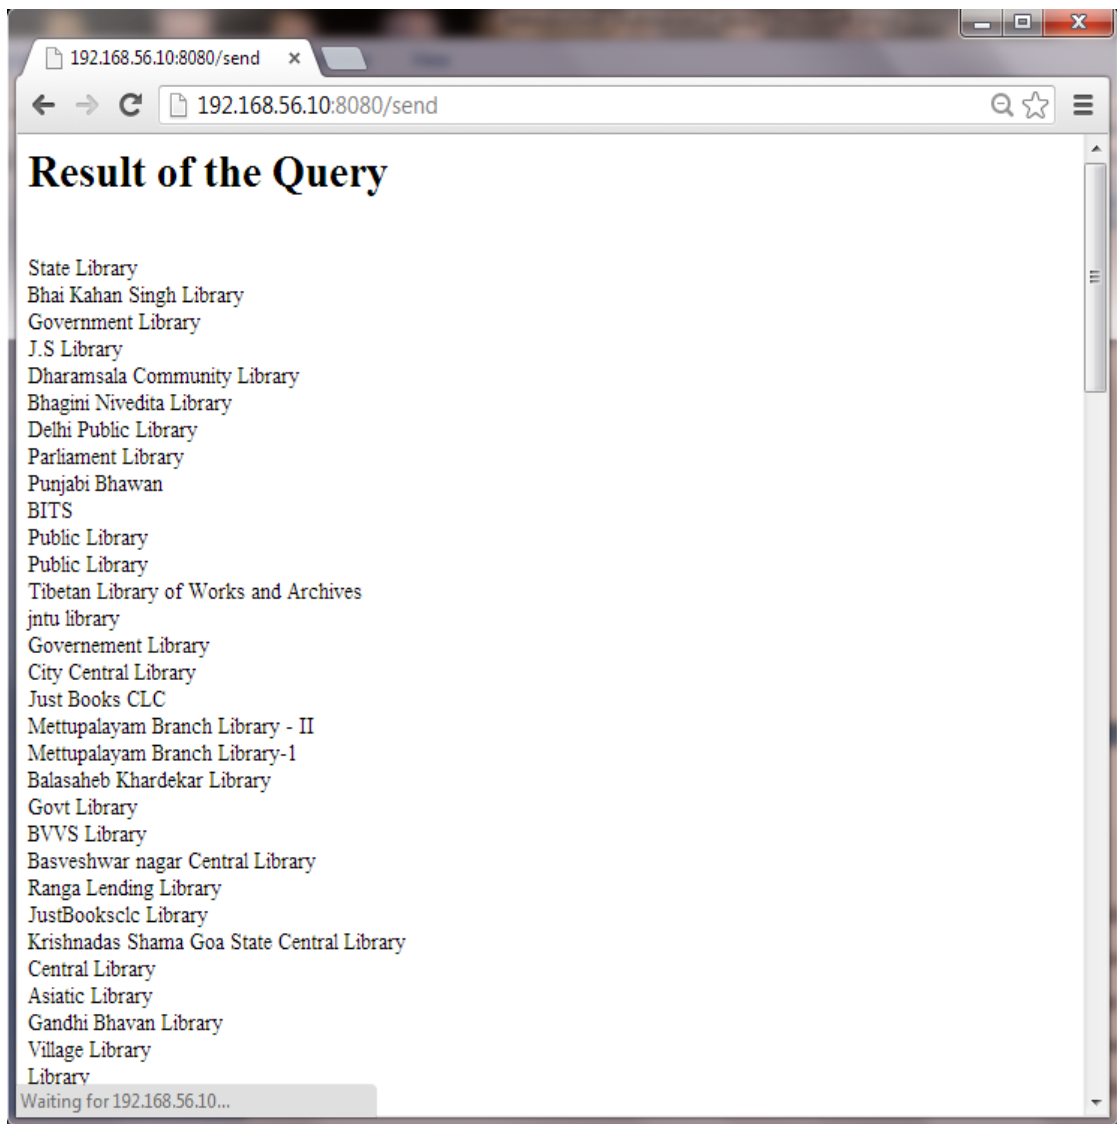 192.168.56.10:8080/send
192.168.56.10:8080/send
Result of the Query
State Library
Bhai Kahan Singh Library
Government Library
J.S Library
Dharamsala Community Library
Bhagini Nivedita Library
Delhi Public Library
Parliament Library
Punjabi Bhawan
BITS
Public Library
Public Library
Tibetan Library of Works and Archives
jntu library
Governement Library
City Central Library
Just Books CLC
Mettupalayam Branch Library - II
Mettupalayam Branch Library-1
Balasaheb Khardekar Library
Govt Library
BVVS Library
Basveshwar nagar Central Library
Ranga Lending Library
JustBooksclc Library
Krishnadas Shama Goa State Central Library
Central Library
Asiatic Library
Gandhi Bhavan Library
Village Library
Library
Waiting for 192.168.56.10...